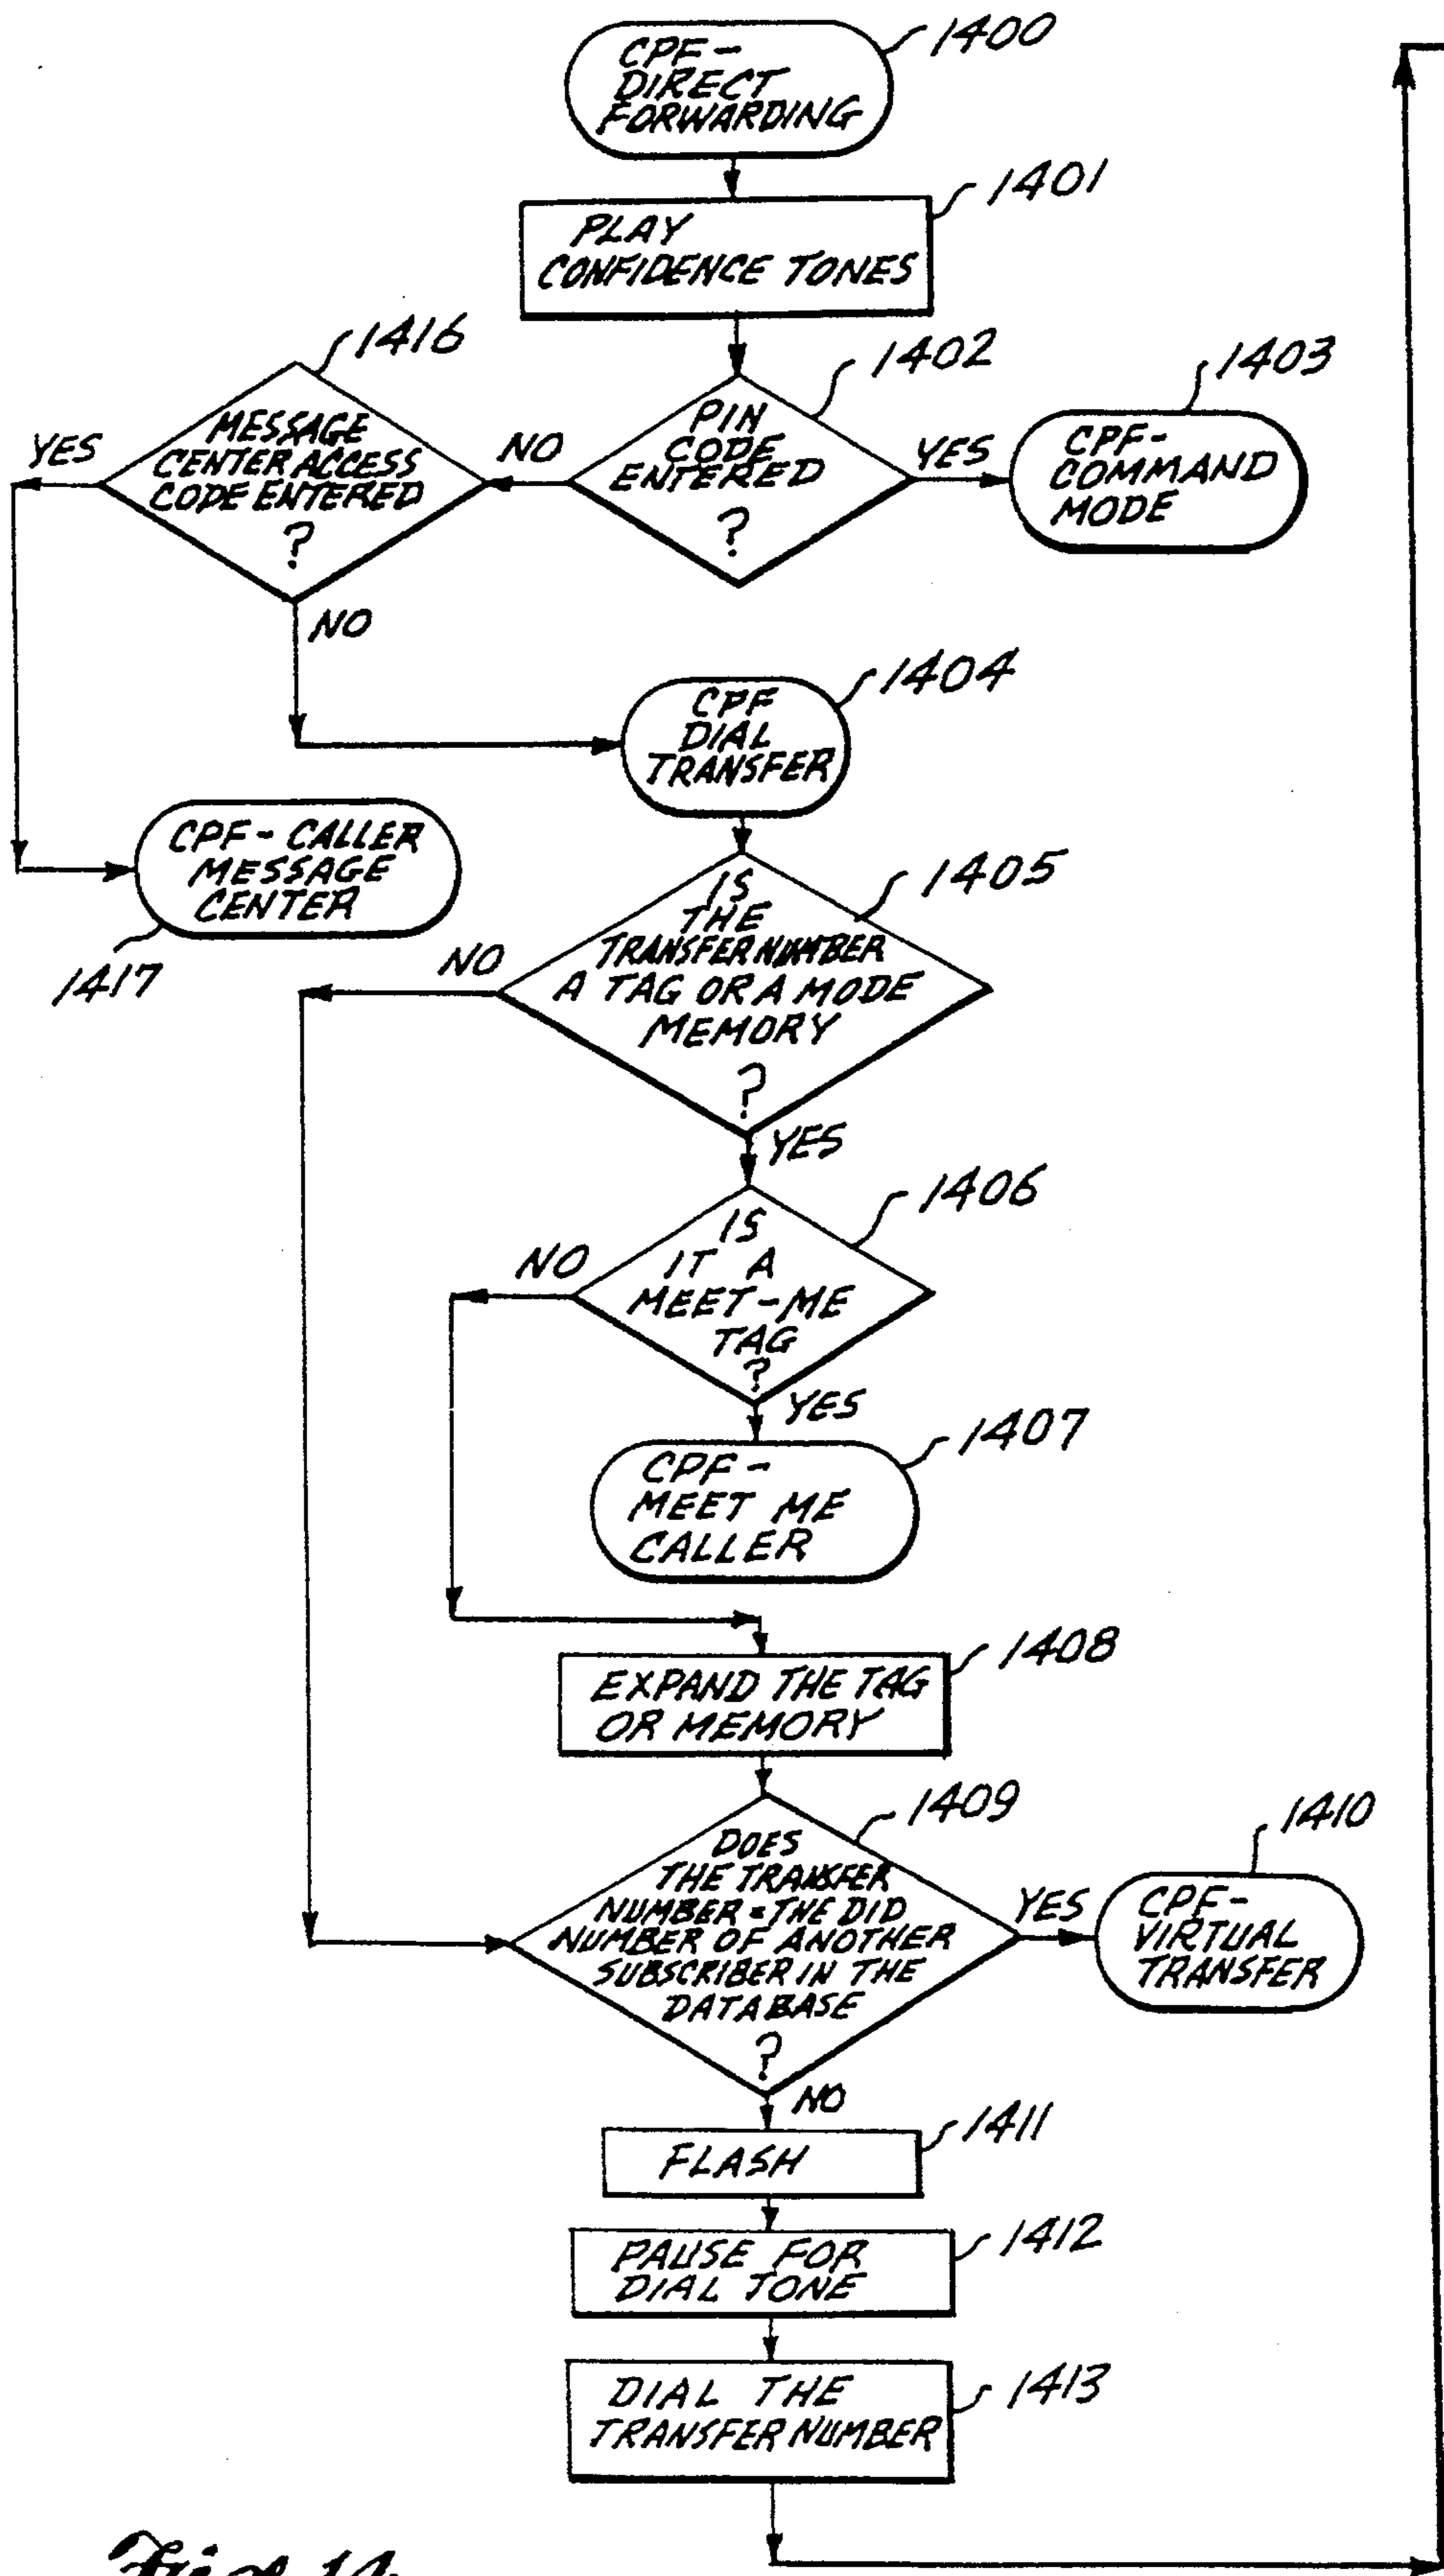 1400
CPF-
DIRECT
FORWARDING
1401
PLAY
CONFIDENCE TONES
1416
MESSAGE
CENTER ACCESS
CODE ENTERED
?
YES
NO
1402
PIN
CODE
ENTERED
?
YES
1403
CPF-
COMMAND
MODE
NO
1404
CPF
DIAL
TRANSFER
CPF-CALLER
MESSAGE
CENTER
1417
1405
IS
THE
TRANSFER NUMBER
A TAG OR A MODE
MEMORY
?
NO
YES
1406
IS
IT A
MEET-ME
TAG
?
NO
YES
1407
CPF-
MEET ME
CALLER
1408
EXPAND THE TAG
OR MEMORY
1409
DOES
THE TRANSFER
NUMBER=THE DID
NUMBER OF ANOTHER
SUBSCRIBER IN THE
DATABASE
?
YES
1410
CPF-
VIRTUAL
TRANSFER
NO
1411
FLASH
1412
PAUSE FOR
DIAL TONE
1413
DIAL THE
TRANSFER NUMBER
Fig. 14